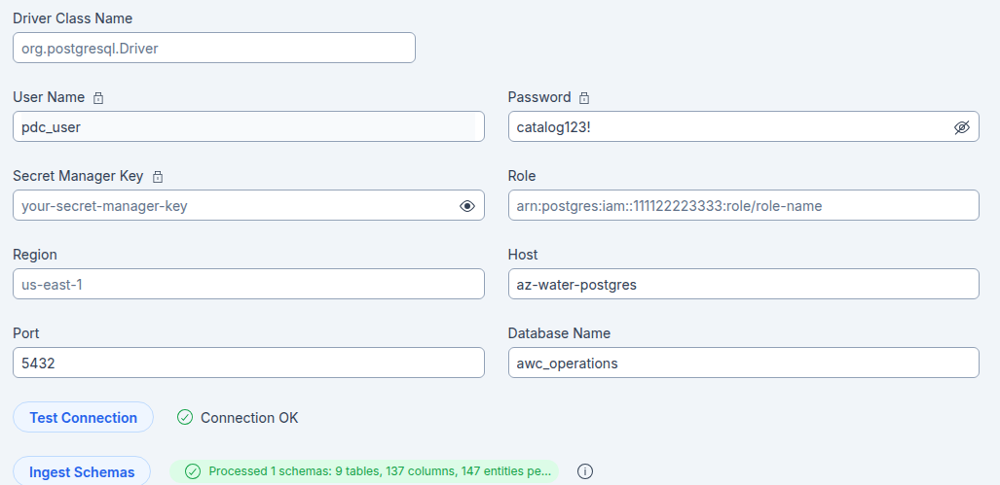 Driver Class Name
org.postgresql.Driver
User Name
Password
pdc_user
catalog123!
Secret Manager Key
Role
your-secret-manager-key
arn:postgres:iam::111122223333:role/role-name
Region
Host
us-east-1
az-water-postgres
Port
Database Name
5432
awc_operations
Test Connection
Connection OK
Ingest Schemas
Processed 1 schemas: 9 tables, 137 columns, 147 entities pe...